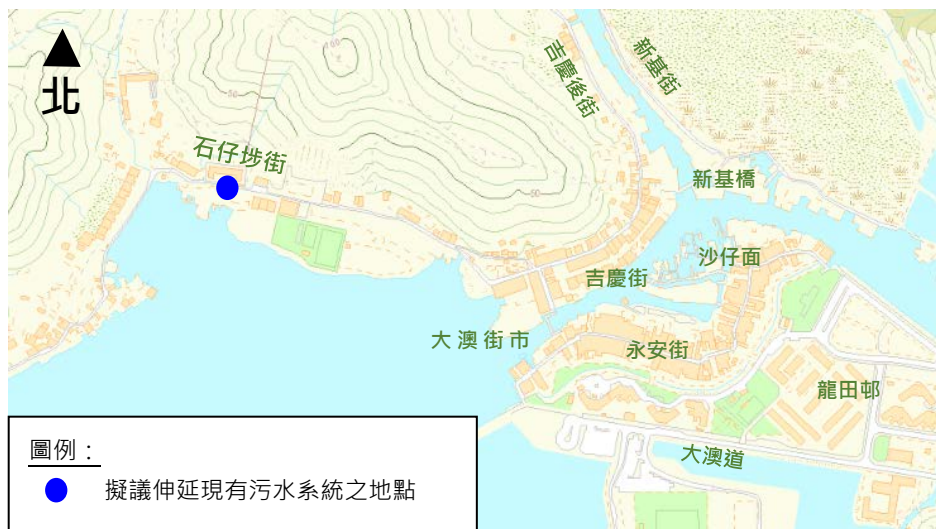 北
吉慶後街
新基街
石仔埗街
新基橋
沙仔面
吉慶街
大澳街市
永安街
龍田邨
大澳道
圖例：
擬議伸延現有污水系統之地點